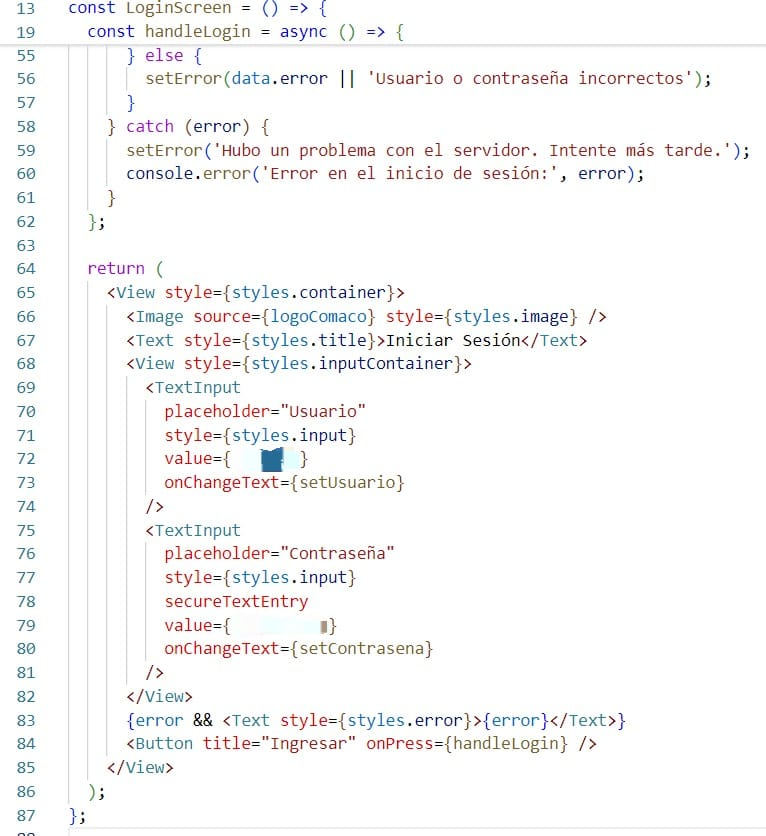 13 const LoginScreen = () => {
19 const handleLogin = async () => {
55 } else {
56 setError(data.error || 'Usuario o contraseña incorrectos');
57 }
58 } catch (error) {
59 setError('Hubo un problema con el servidor. Intente más tarde.');
60 console.error('Error en el inicio de sesión:', error);
61 }
62 };
63
64 return (
65 <View style={styles.container}>
66 <Image source={logoComaco} style={styles.image} />
67 <Text style={styles.title}>Iniciar Sesión</Text>
68 <View style={styles.inputContainer}>
69 <TextInput
70 placeholder="Usuario"
71 style={styles.input}
72 value={ }
73 onChangeText={setUsuario}
74 />
75 <TextInput
76 placeholder="Contraseña"
77 style={styles.input}
78 secureTextEntry
79 value={ }
80 onChangeText={setContrasena}
81 />
82 </View>
83 {error && <Text style={styles.error}>{error}</Text>}
84 <Button title="Ingresar" onPress={handleLogin} />
85 </View>
86 );
87 };